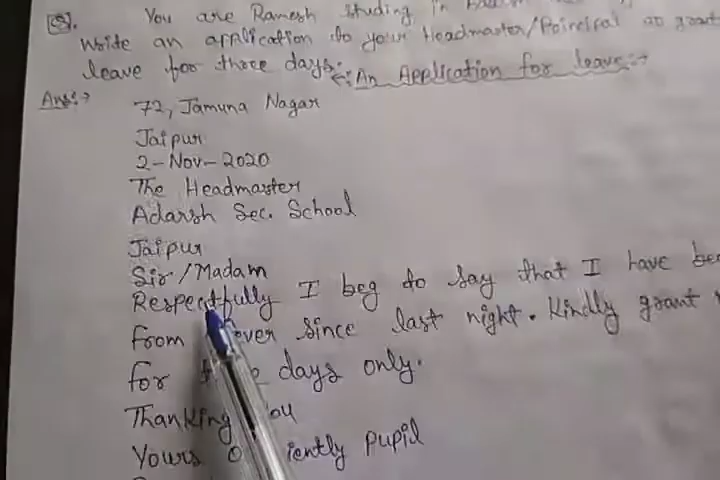 [Q]. You are Ramesh studing in
Write an application to your Headmaster/Principal to grant
leave for three days.
←: An Application for leave:→
Ans:→
72, Jamuna Nagar
Jaipur
2-Nov-2020
The Headmaster
Adarsh Sec. School
Jaipur
Sir/Madam
Respectfully I beg to say that I have
from since last night. Kindly grant
for days only.
Thanking
Yours pupil